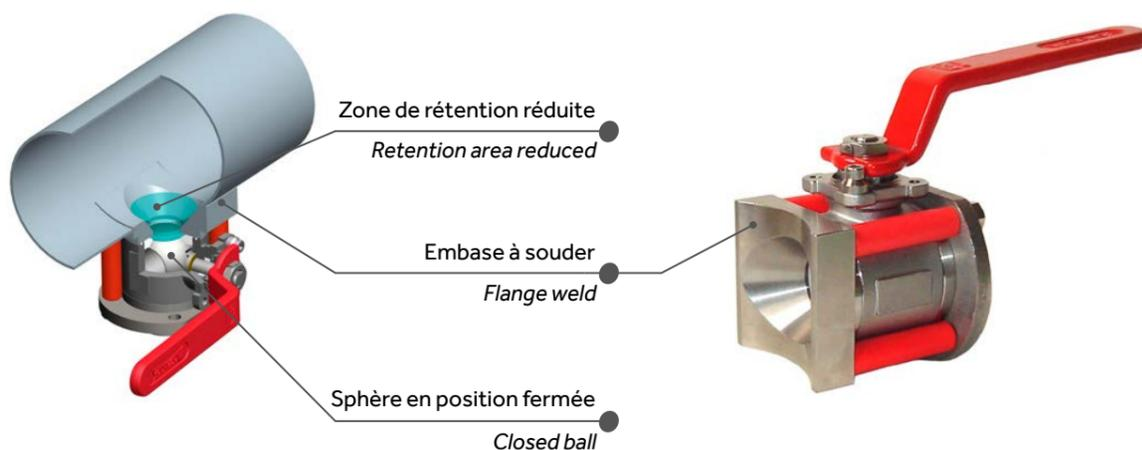 Zone de rétention réduite
Retention area reduced
Embase à souder
Flange weld
Sphère en position fermée
Closed ball